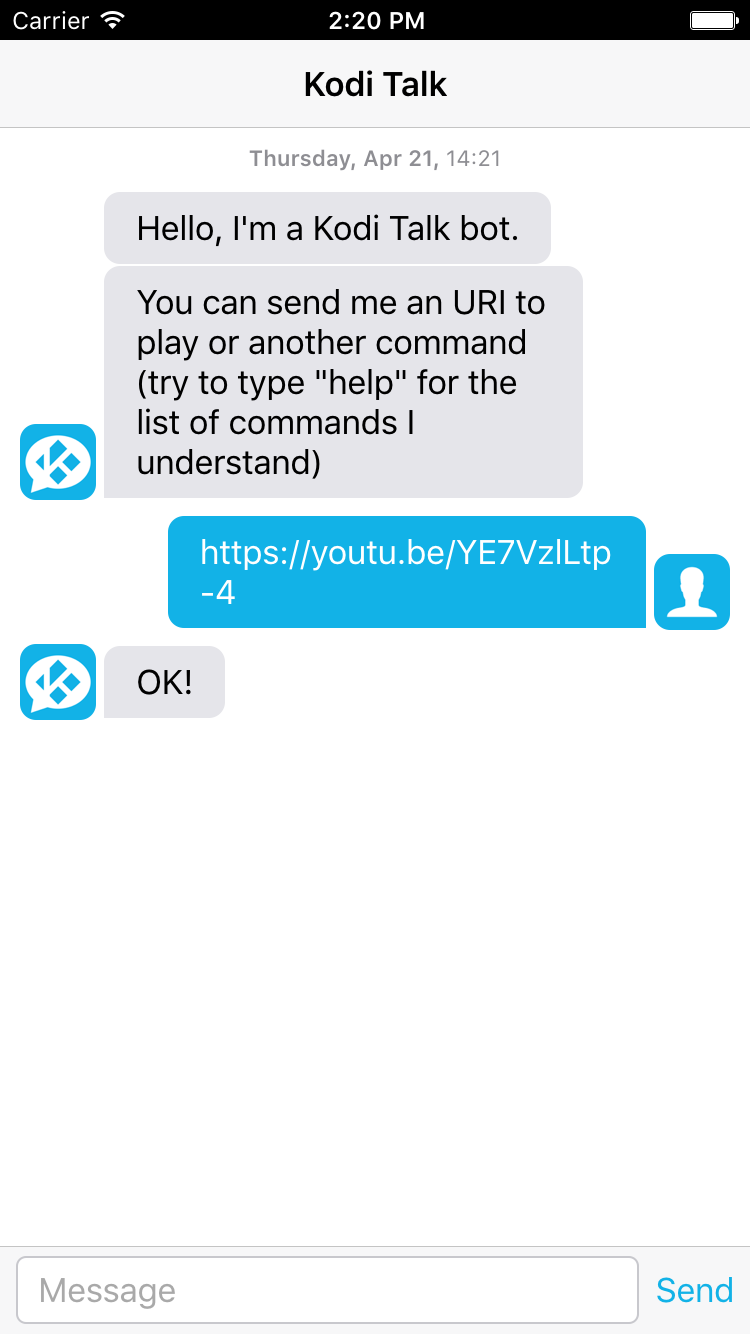 Carrier 2:20 PM
Kodi Talk
Thursday, Apr 21, 14:21
Hello, I'm a Kodi Talk bot.
You can send me an URI to
play or another command
(try to type "help" for the
list of commands I
understand)
https://youtu.be/YE7VzlLtp
-4
OK!
Message Send